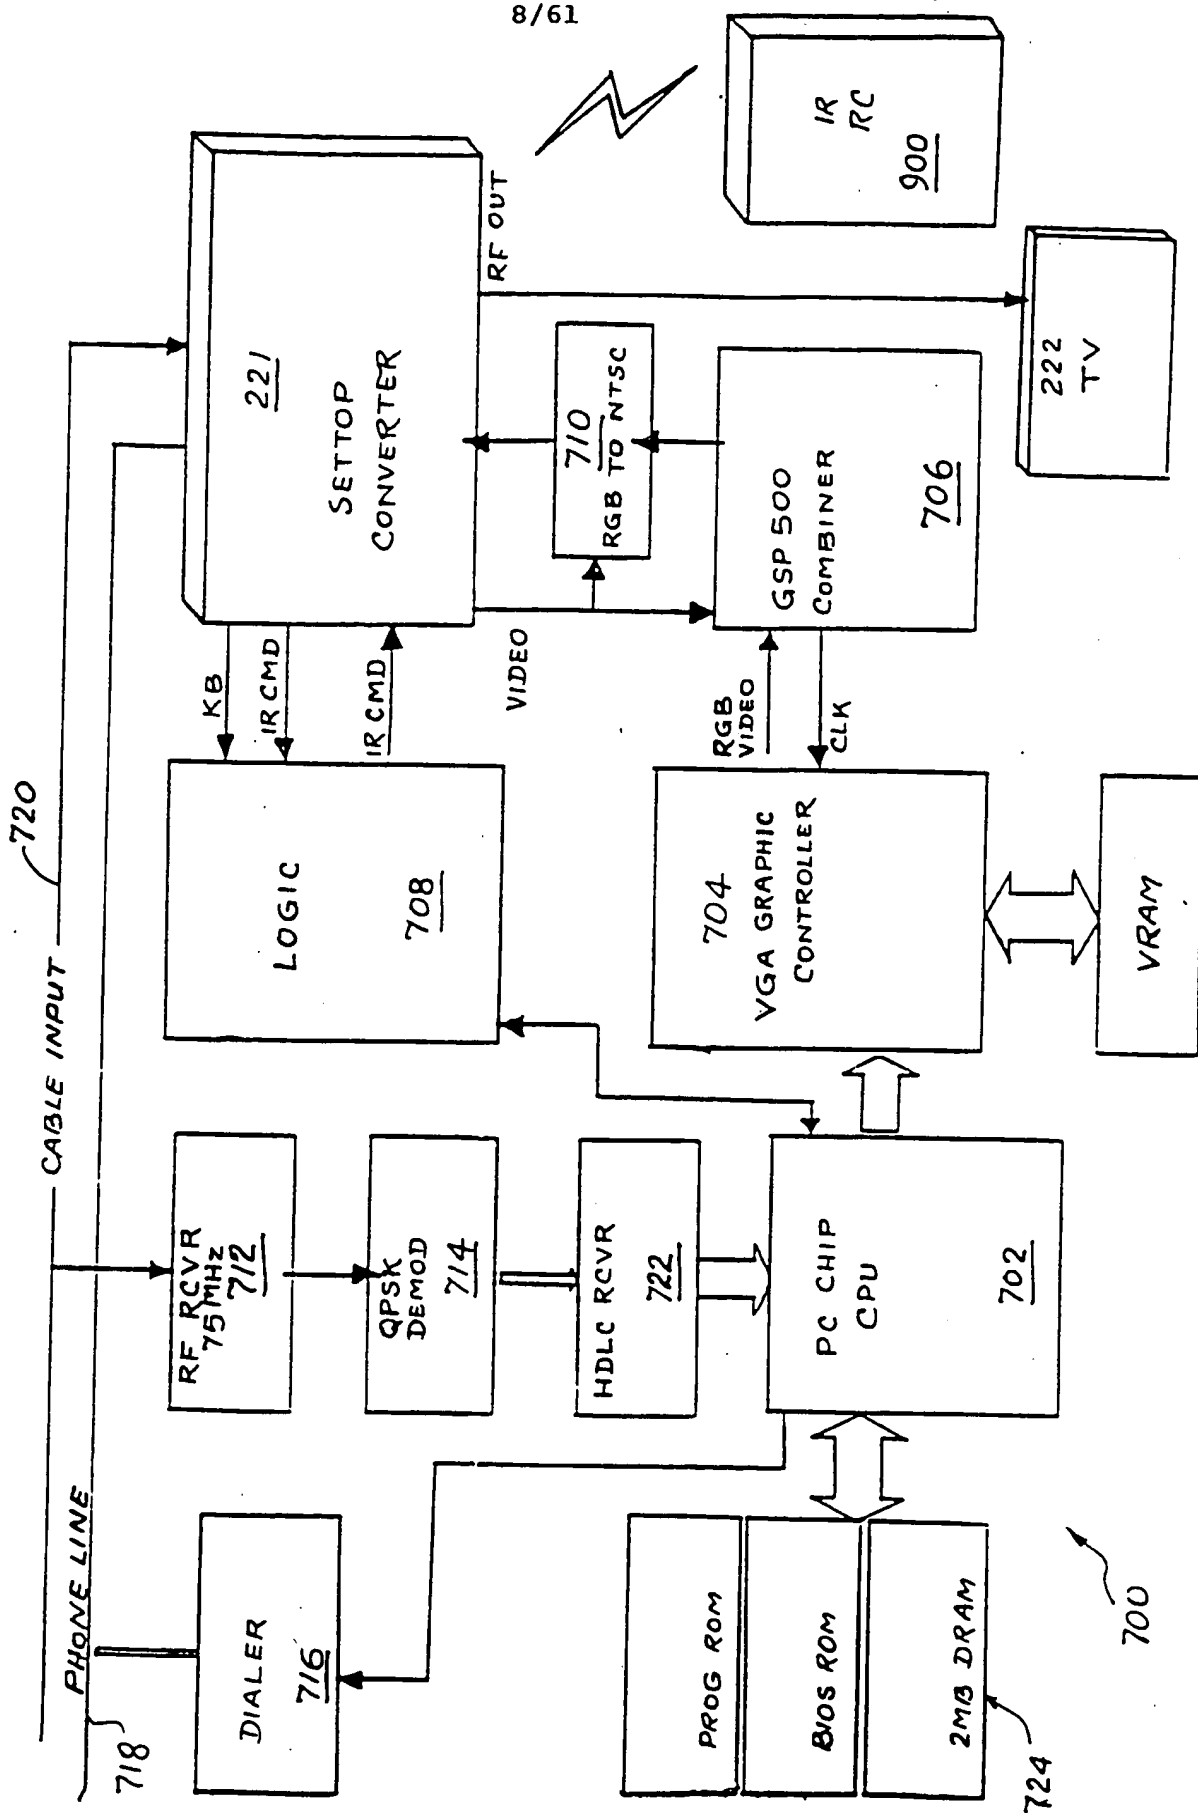 8/61
CABLE INPUT
720
PHONE LINE
718
DIALER
716
RF RCVR
75MHz
712
QPSK
DEMOD
714
HDLC RCVR
722
LOGIC
708
KB
IR CMD
IR CMD
221
SETTOP
CONVERTER
VIDEO
RF OUT
710
RGB TO NTSC
IR
RC
900
PROG ROM
BIOS ROM
2MB DRAM
724
PC CHIP
CPU
702
704
VGA GRAPHIC
CONTROLLER
RGB
VIDEO
CLK
GSP 500
COMBINER
706
222
TV
VRAM
700